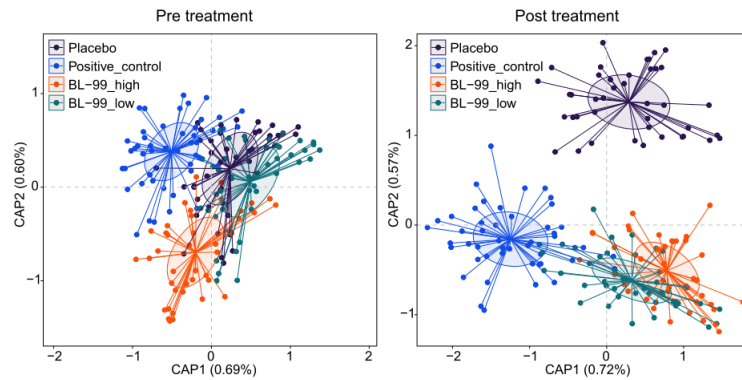 Pre treatment
Placebo
Positive_control
BL-99_high
BL-99_low
CAP2 (0.60%)
1
0
−1
−2
−1
0
1
2
CAP1 (0.69%)
Post treatment
Placebo
Positive_control
BL-99_high
BL-99_low
CAP2 (0.57%)
2
1
0
−1
−2
−1
0
1
CAP1 (0.72%)